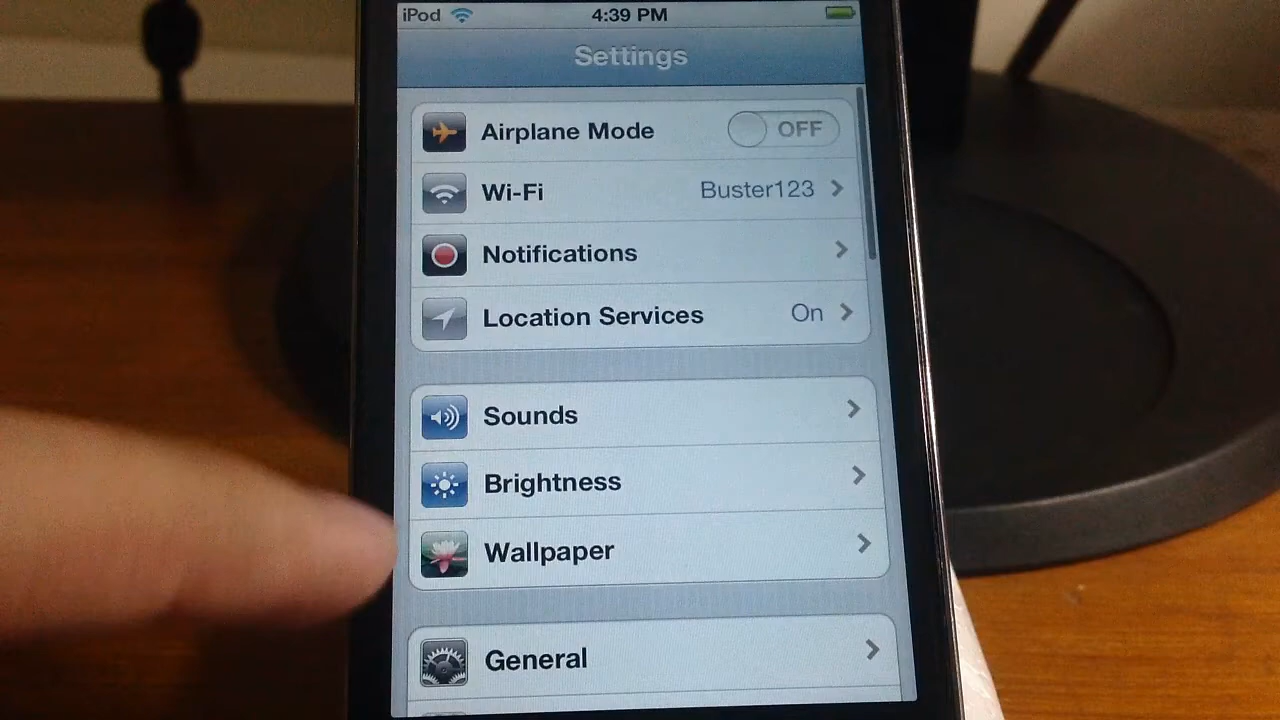 iPod 4:39 PM
Settings
Airplane Mode OFF
Wi-Fi Buster123
Notifications
Location Services On
Sounds
Brightness
Wallpaper
General